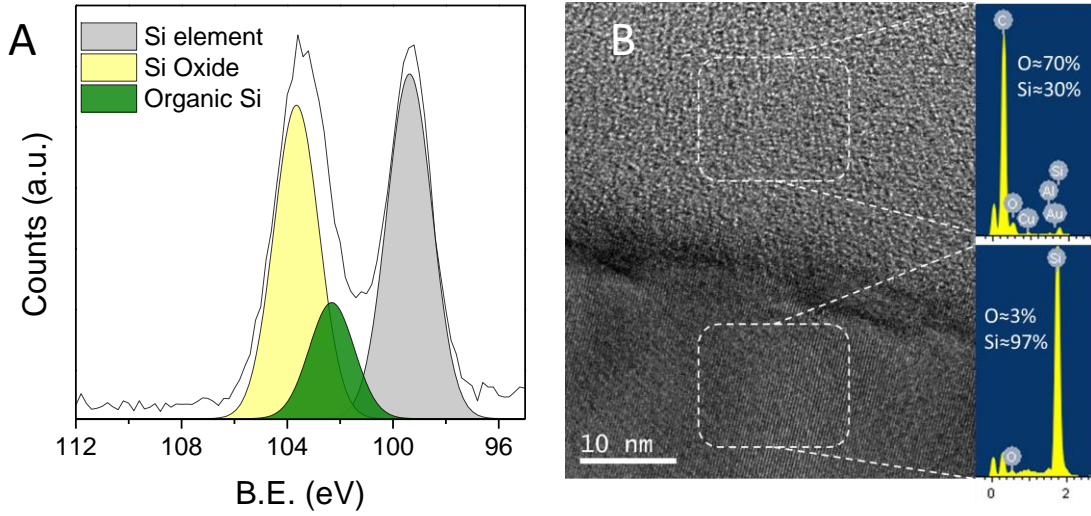 A
Si element
Si Oxide
Organic Si
Counts (a.u.)
112 108 104 100 96
B.E. (eV)
B
10 nm
C
O≈70%
Si≈30%
Si
Al
O
Cu
Au
Si
O≈3%
Si≈97%
O
0 2